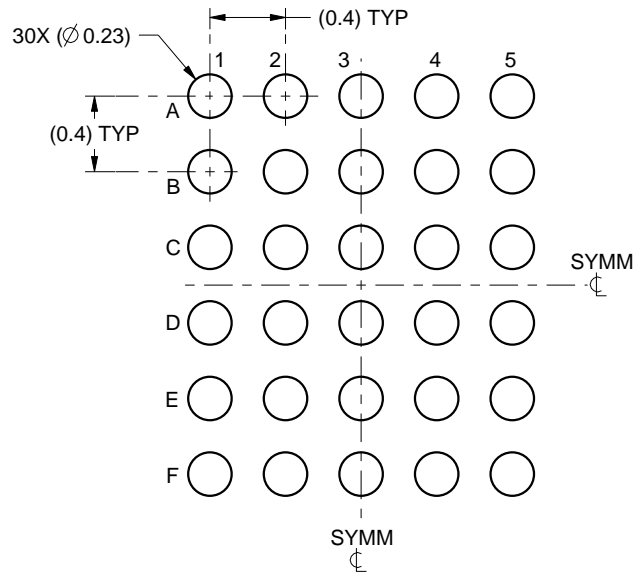 (0.4) TYP
30X (∅ 0.23)
1 2 3 4 5
A
(0.4) TYP
B
C
SYMM
℄
D
E
F
SYMM
℄